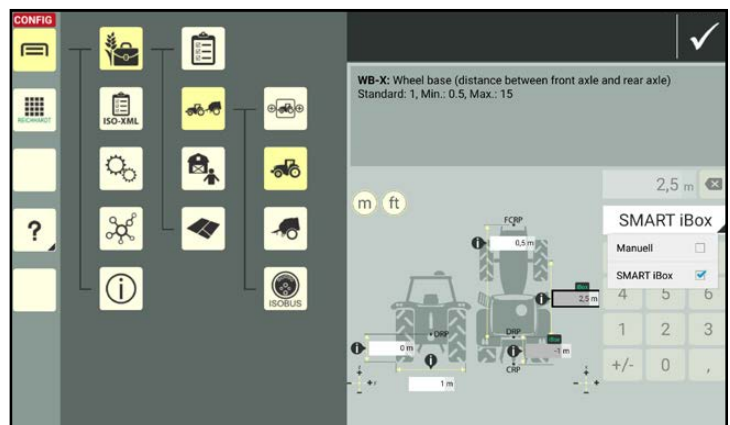 CONFIG
WB-X: Wheel base (distance between front axle and rear axle)
Standard: 1, Min.: 0.5, Max.: 15
REICHHARDT
ISO-XML
?
ISOBUS
m ft
2,5 m
SMART iBox
Manuell
SMART iBox
4 5 6
1 2 3
+/- 0 ,
FCRP
0,5 m
iBox
2,5 m
DRP
DRP
0 m
iBox
-1 m
CRP
1 m